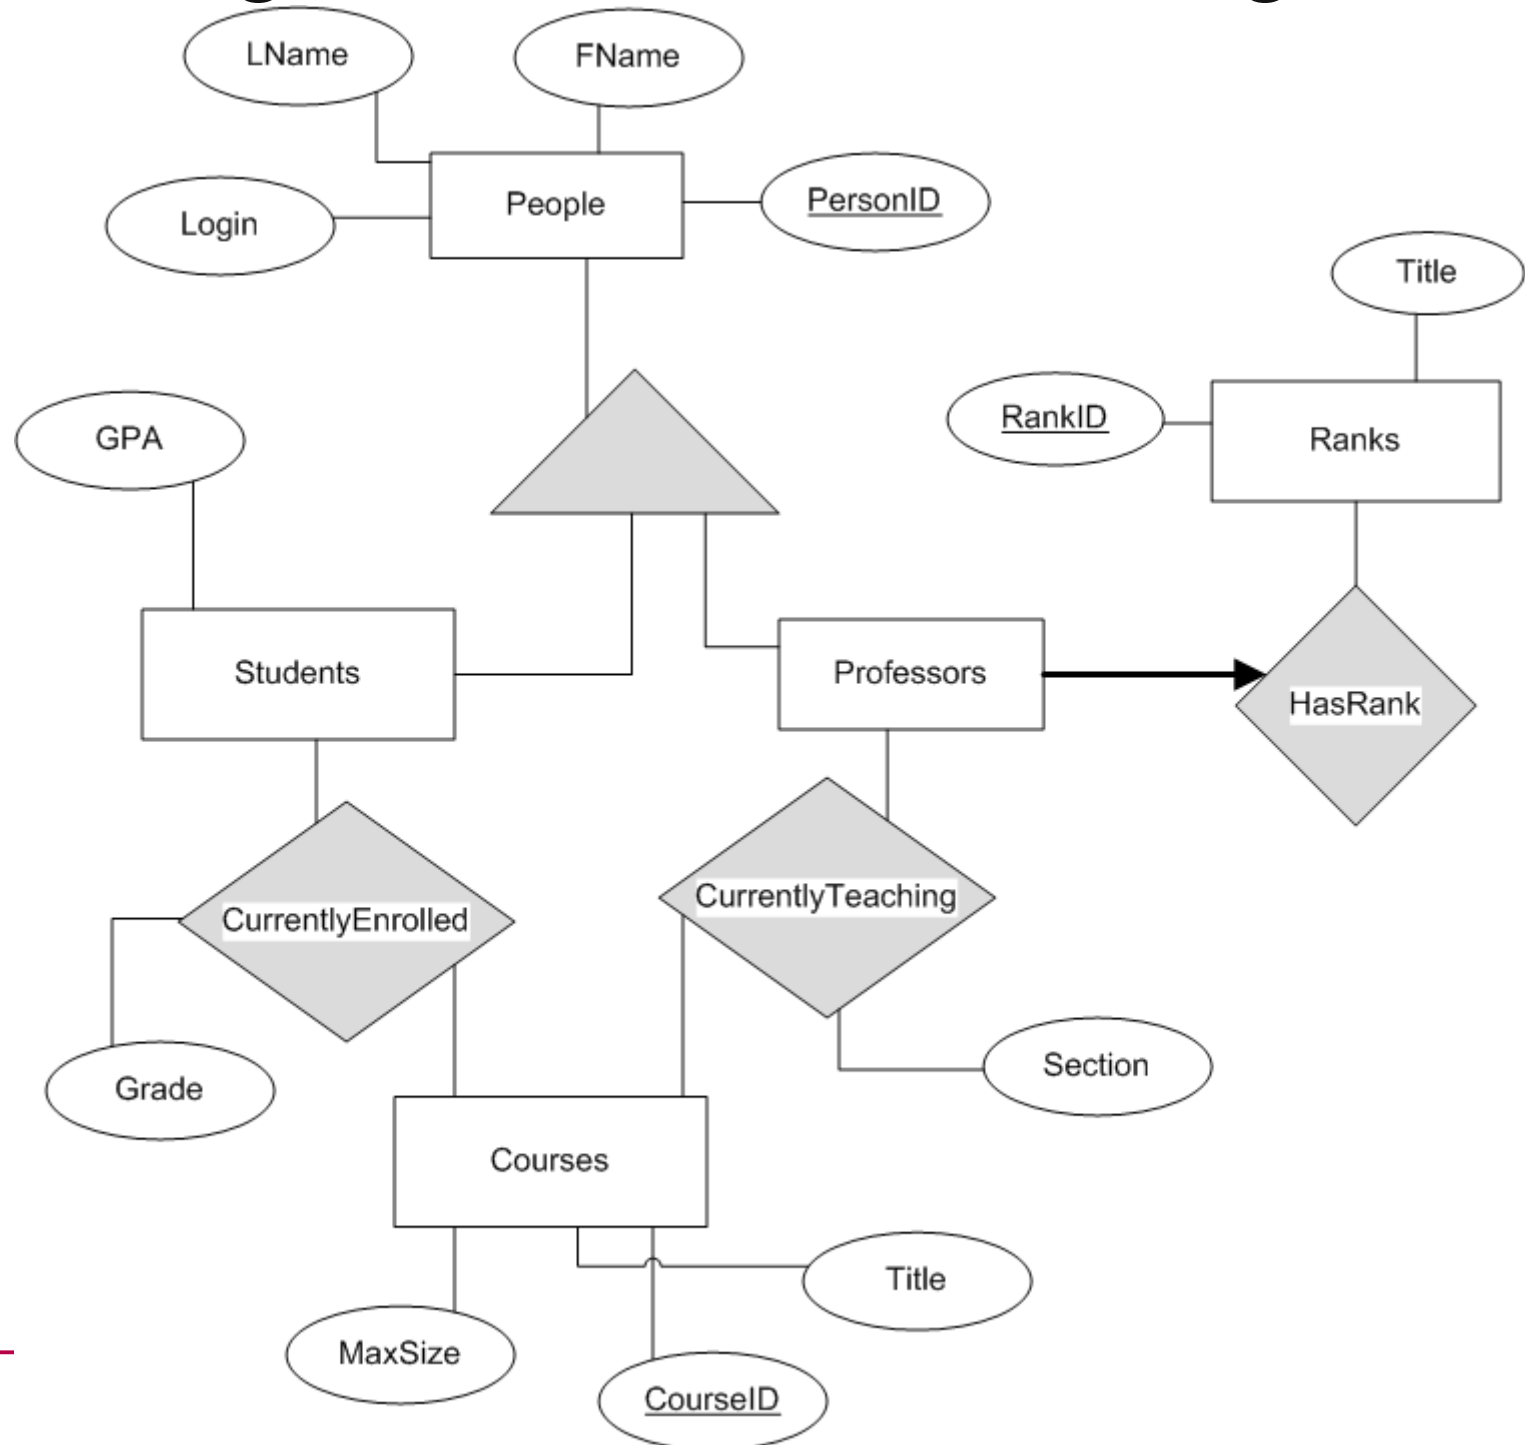 LName
FName
People
PersonID
Login
Title
RankID
Ranks
GPA
Students
Professors
HasRank
CurrentlyTeaching
CurrentlyEnrolled
Section
Grade
Courses
Title
MaxSize
CourseID